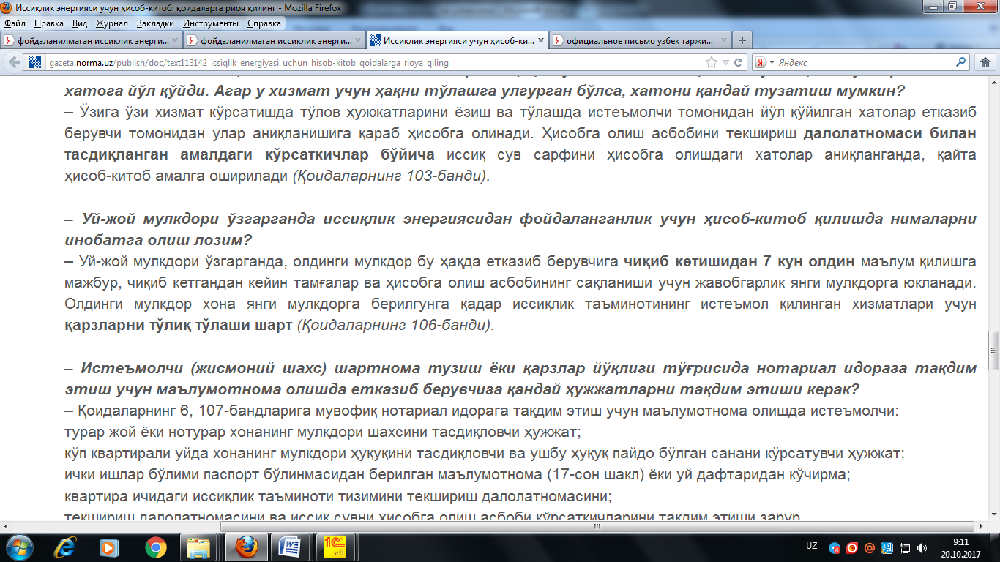 Иссиқлик энергияси учун ҳисоб-китоб: қоидаларга риоя қилинг - Mozilla Firefox
Файл Правка Вид Журнал Закладки Инструменты Справка
фойдаланилмаган иссиклик энерги... фойдаланилмаган иссиклик энерги... Иссиқлик энергияси учун ҳисоб-ки... официальное письмо узбек таржи...
gazeta.norma.uz/publish/doc/text113142_issiqlik_energiyasi_uchun_hisob-kitob_qoidalarga_rioya_qiling
Яндекс
хатога йўл қўйди. Агар у хизмат учун ҳақни тўлашга улгурган бўлса, хатони қандай тузатиш мумкин?
– Ўзига ўзи хизмат кўрсатишда тўлов ҳужжатларини ёзиш ва тўлашда истеъмолчи томонидан йўл қўйилган хатолар етказиб
берувчи томонидан улар аниқланишига қараб ҳисобга олинади. Ҳисобга олиш асбобини текшириш далолатномаси билан
тасдиқланган амалдаги кўрсаткичлар бўйича иссиқ сув сарфини ҳисобга олишдаги хатолар аниқланганда, қайта
ҳисоб-китоб амалга оширилади (Қоидаларнинг 103-банди).
– Уй-жой мулкдори ўзгарганда иссиқлик энергиясидан фойдаланганлик учун ҳисоб-китоб қилишда нималарни
инобатга олиш лозим?
– Уй-жой мулкдори ўзгарганда, олдинги мулкдор бу ҳақда етказиб берувчига чиқиб кетишидан 7 кун олдин маълум қилишга
мажбур, чиқиб кетгандан кейин тамғалар ва ҳисобга олиш асбобининг сақланиши учун жавобгарлик янги мулкдорга юкланади.
Олдинги мулкдор хона янги мулкдорга берилгунга қадар иссиқлик таъминотининг истеъмол қилинган хизматлари учун
қарзларни тўлиқ тўлаши шарт (Қоидаларнинг 106-банди).
– Истеъмолчи (жисмоний шахс) шартнома тузиш ёки қарзлар йўқлиги тўғрисида нотариал идорага тақдим
этиш учун маълумотнома олишда етказиб берувчига қандай ҳужжатларни тақдим этиши керак?
– Қоидаларнинг 6, 107-бандларига мувофиқ нотариал идорага тақдим этиш учун маълумотнома олишда истеъмолчи:
турар жой ёки нотурар хонанинг мулкдори шахсини тасдиқловчи ҳужжат;
кўп квартирали уйда хонанинг мулкдори ҳуқуқини тасдиқловчи ва ушбу ҳуқуқ пайдо бўлган санани кўрсатувчи ҳужжат;
ички ишлар бўлими паспорт бўлинмасидан берилган маълумотнома (17-сон шакл) ёки уй дафтаридан кўчирма;
квартира ичидаги иссиқлик таъминоти тизимини текшириш далолатномасини;
текшириш далолатномасини ва иссиқ сувни ҳисобга олиш асбоби кўрсаткичларини тақдим этиши зарур.
UZ
9:11
20.10.2017